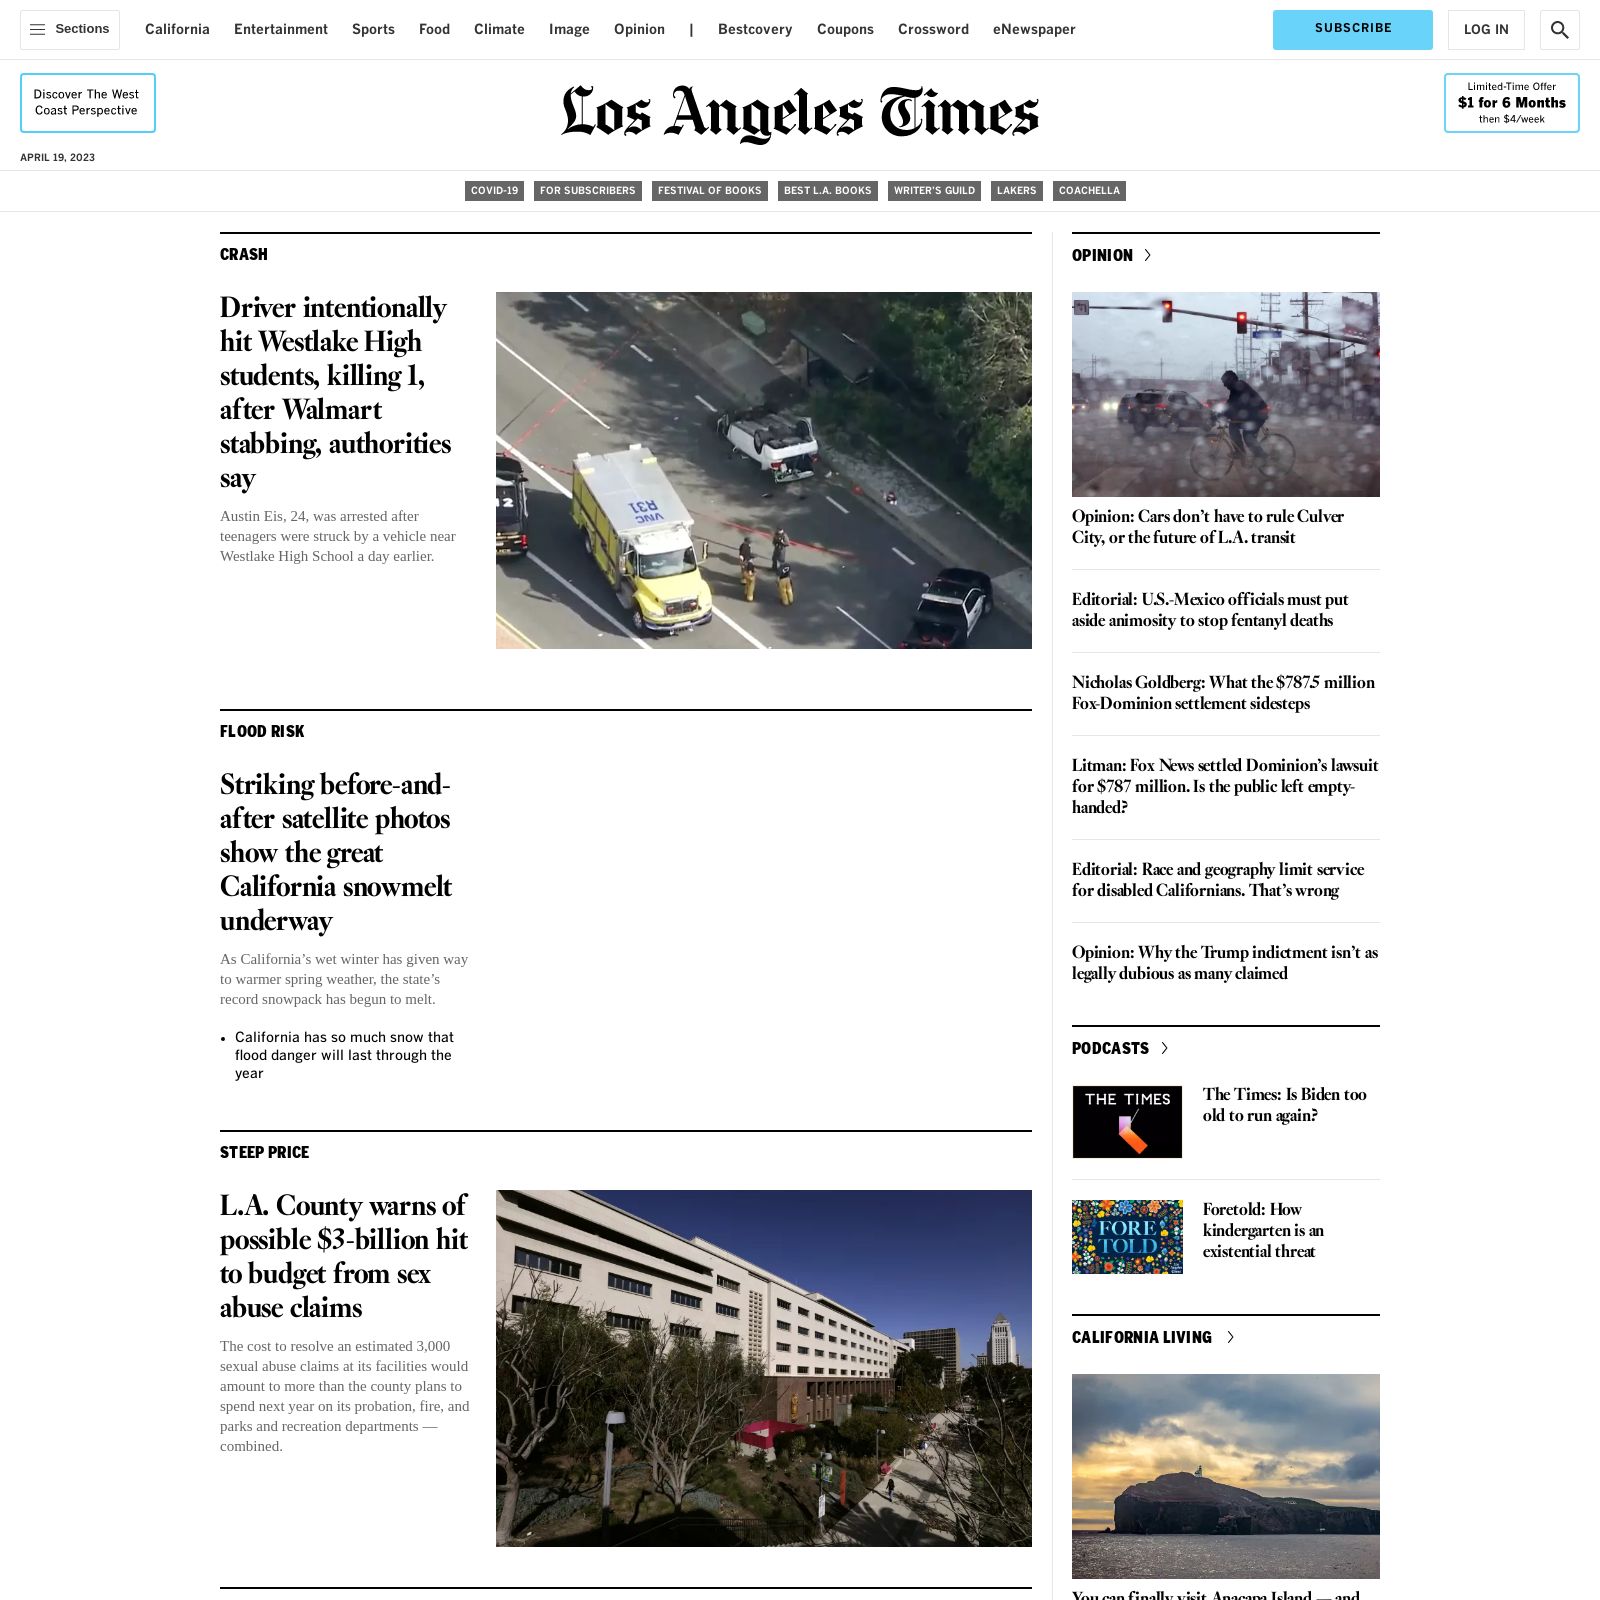 Sections
California
Entertainment
Sports
Food
Climate
Image
Opinion
|
Bestcovery
Coupons
Crossword
eNewspaper
SUBSCRIBE
LOG IN
Discover The West
Coast Perspective
Los Angeles Times
Limited-Time Offer
$1 for 6 Months
then $4/week
APRIL 19, 2023
COVID-19
FOR SUBSCRIBERS
FESTIVAL OF BOOKS
BEST L.A. BOOKS
WRITER'S GUILD
LAKERS
COACHELLA
CRASH
Driver intentionally
hit Westlake High
students, killing 1,
after Walmart
stabbing, authorities
say
Austin Eis, 24, was arrested after
teenagers were struck by a vehicle near
Westlake High School a day earlier.
VNC
R31
FLOOD RISK
Striking before-and-
after satellite photos
show the great
California snowmelt
underway
As California’s wet winter has given way
to warmer spring weather, the state’s
record snowpack has begun to melt.
• California has so much snow that
flood danger will last through the
year
STEEP PRICE
L.A. County warns of
possible $3-billion hit
to budget from sex
abuse claims
The cost to resolve an estimated 3,000
sexual abuse claims at its facilities would
amount to more than the county plans to
spend next year on its probation, fire, and
parks and recreation departments —
combined.
OPINION
Opinion: Cars don’t have to rule Culver
City, or the future of L.A. transit
Editorial: U.S.-Mexico officials must put
aside animosity to stop fentanyl deaths
Nicholas Goldberg: What the $787.5 million
Fox-Dominion settlement sidesteps
Litman: Fox News settled Dominion’s lawsuit
for $787 million. Is the public left empty-
handed?
Editorial: Race and geography limit service
for disabled Californians. That’s wrong
Opinion: Why the Trump indictment isn’t as
legally dubious as many claimed
PODCASTS
THE TIMES
The Times: Is Biden too
old to run again?
FORE
TOLD
Foretold: How
kindergarten is an
existential threat
CALIFORNIA LIVING
You can finally visit Anacapa Island — and